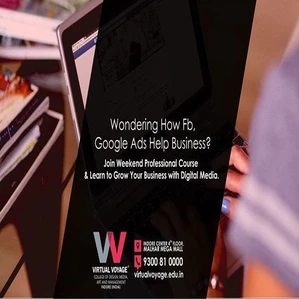 Wondering How Fb,
Google Ads Help Business?
Join Weekend Professional Course
& Learn to Grow Your Business with Digital Media.
VIRTUAL VOYAGE
COLLEGE OF DESIGN, MEDIA,
ART AND MANAGEMENT
INDORE (INDIA)
INDORE CENTER 4th FLOOR,
MALHAR MEGA MALL
9300 81 0000
virtualvoyage.edu.in